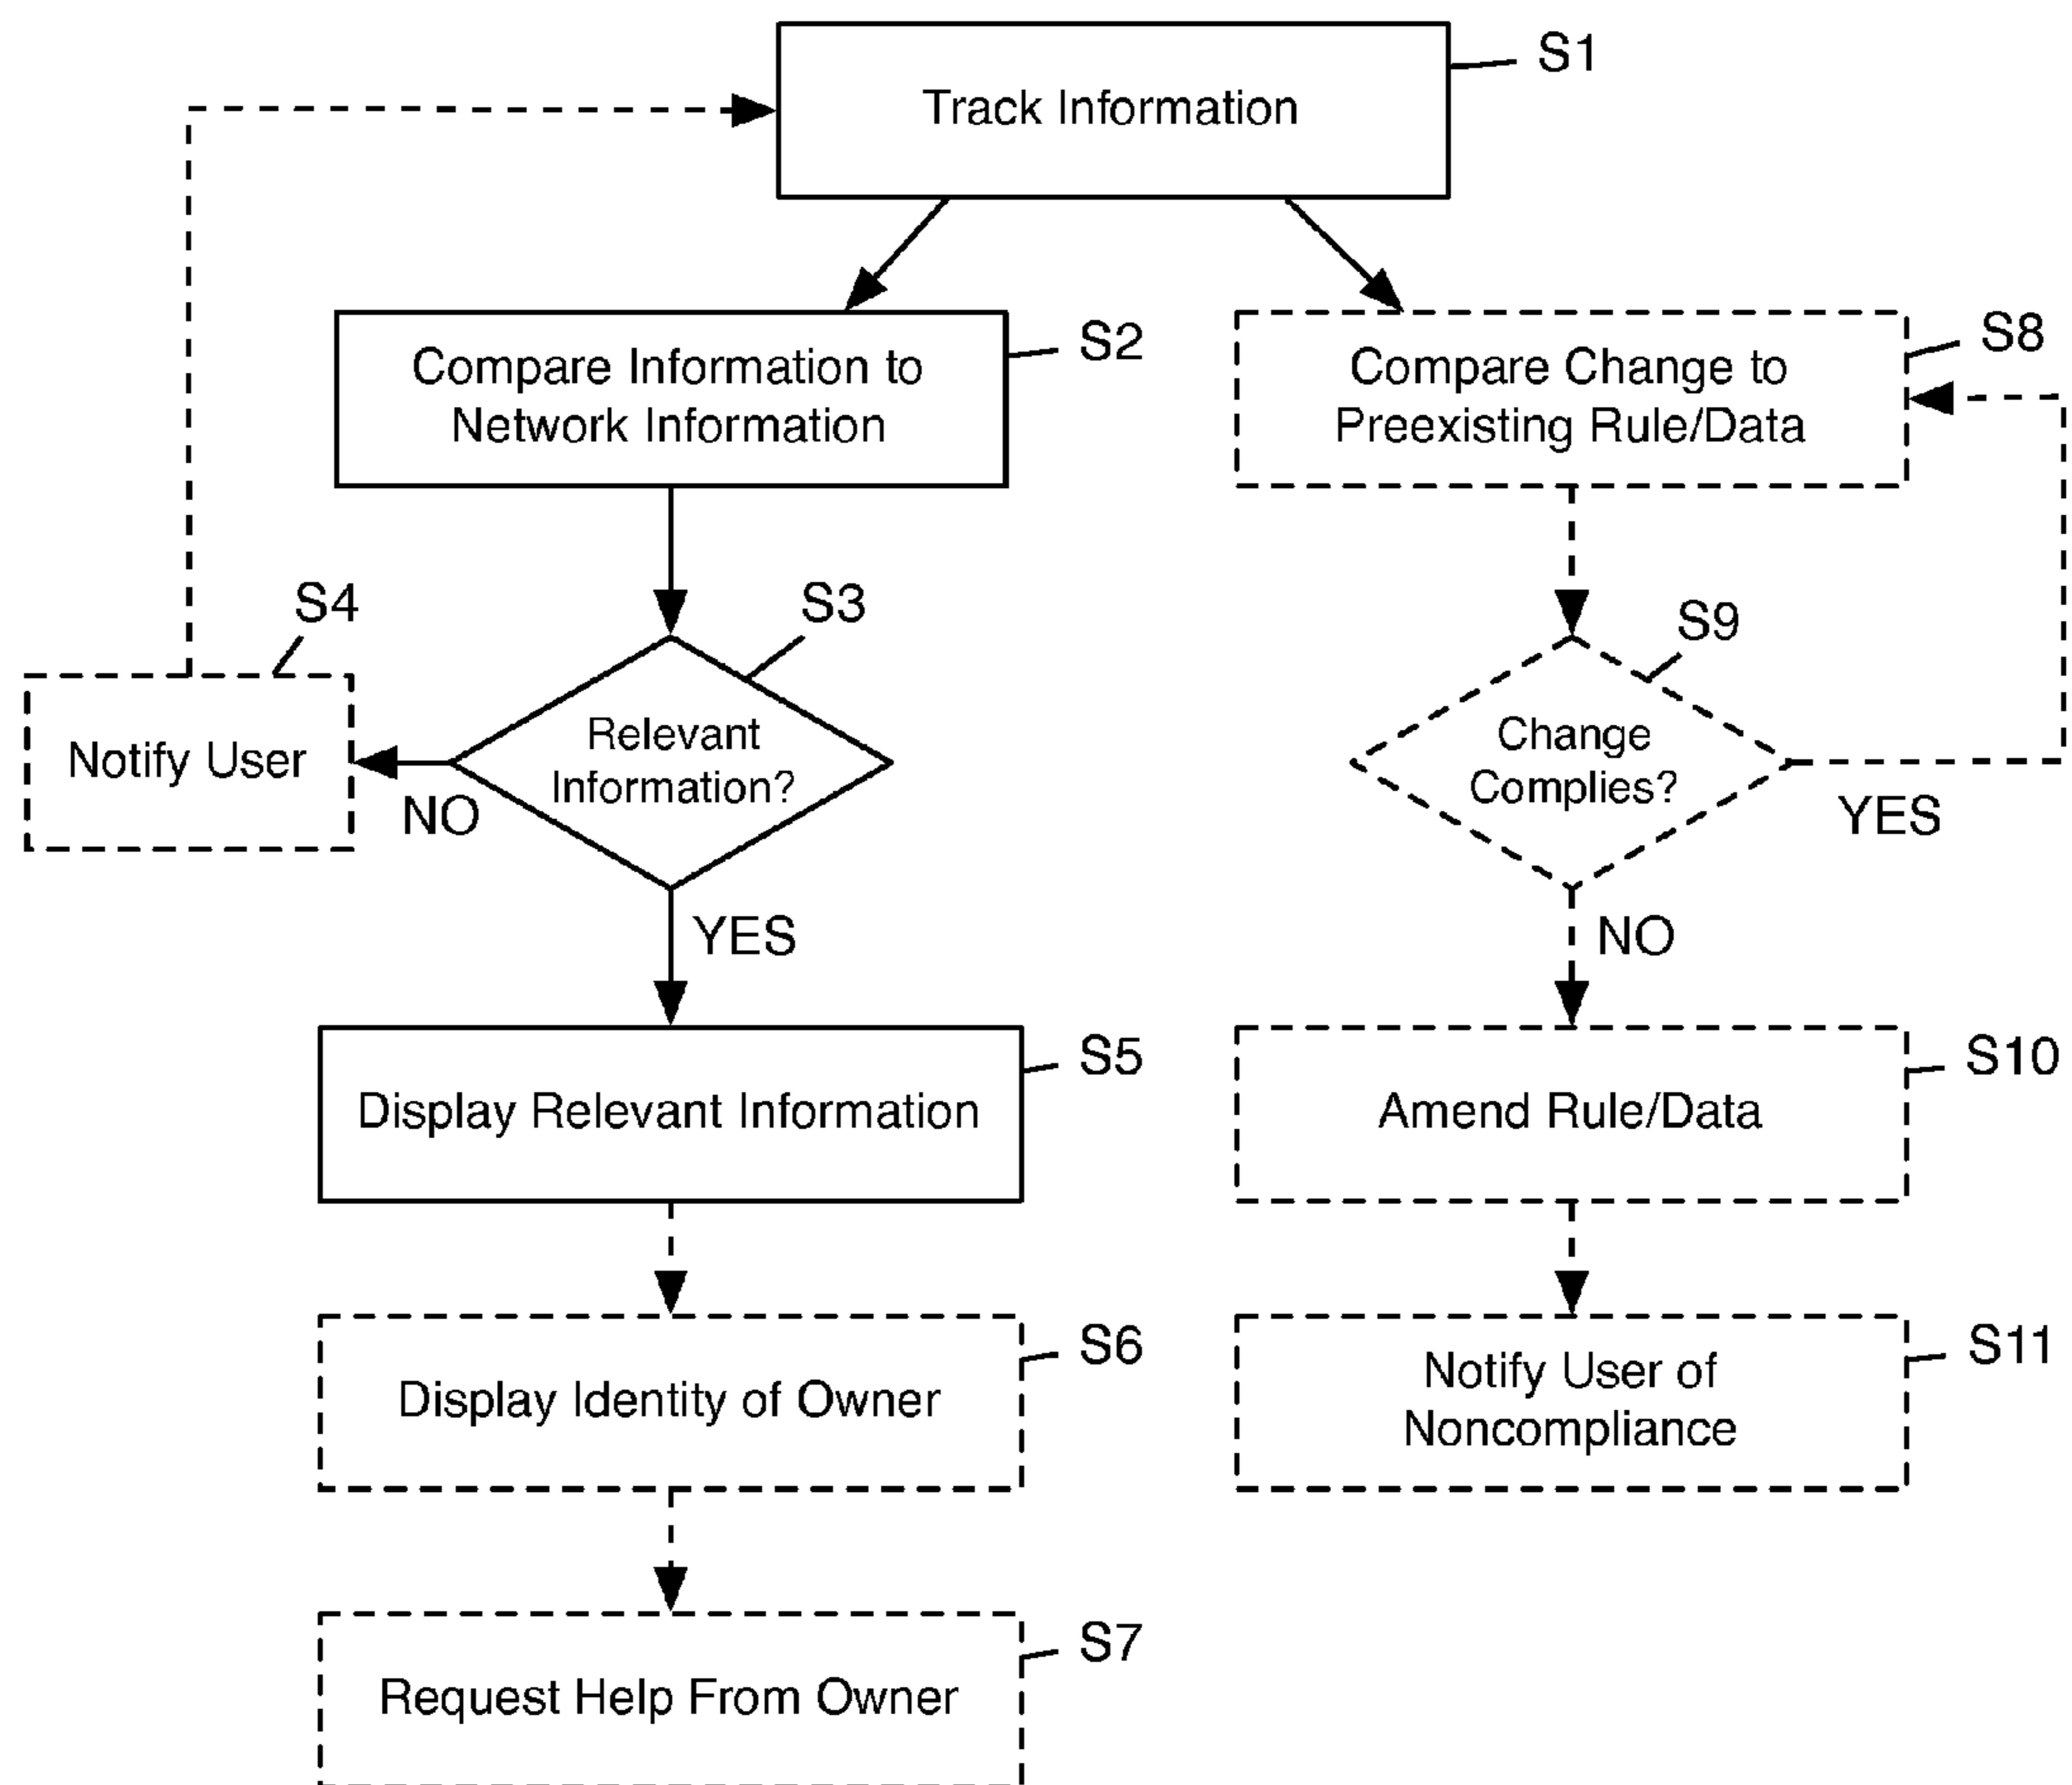 S1
Track Information
S2
Compare Information to
Network Information
S8
Compare Change to
Preexisting Rule/Data
S4
Notify User
S3
Relevant
Information?
NO
YES
S9
Change
Complies?
YES
NO
S5
Display Relevant Information
S10
Amend Rule/Data
S6
Display Identity of Owner
S11
Notify User of
Noncompliance
S7
Request Help From Owner